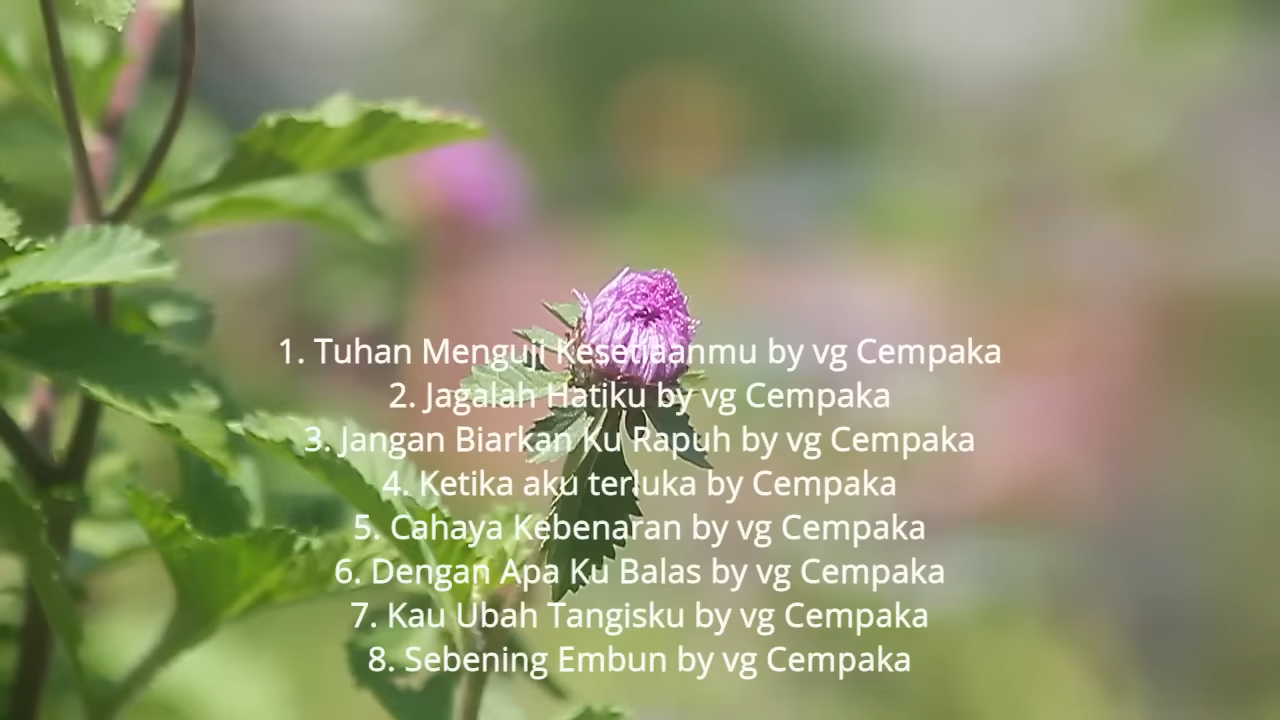 1. Tuhan Menguji Kesetiaanmu by vg Cempaka
2. Jagalah Hatiku by vg Cempaka
3. Jangan Biarkan Ku Rapuh by vg Cempaka
4. Ketika aku terluka by Cempaka
5. Cahaya Kebenaran by vg Cempaka
6. Dengan Apa Ku Balas by vg Cempaka
7. Kau Ubah Tangisku by vg Cempaka
8. Sebening Embun by vg Cempaka